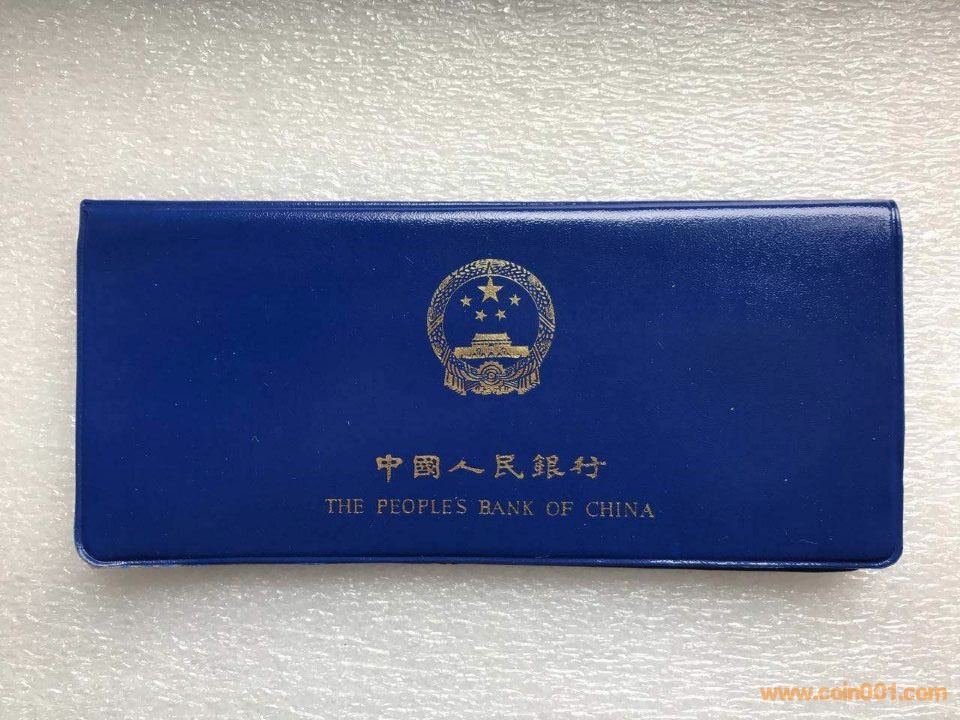 中國人民銀行
THE PEOPLE'S BANK OF CHINA
www.coin001.com